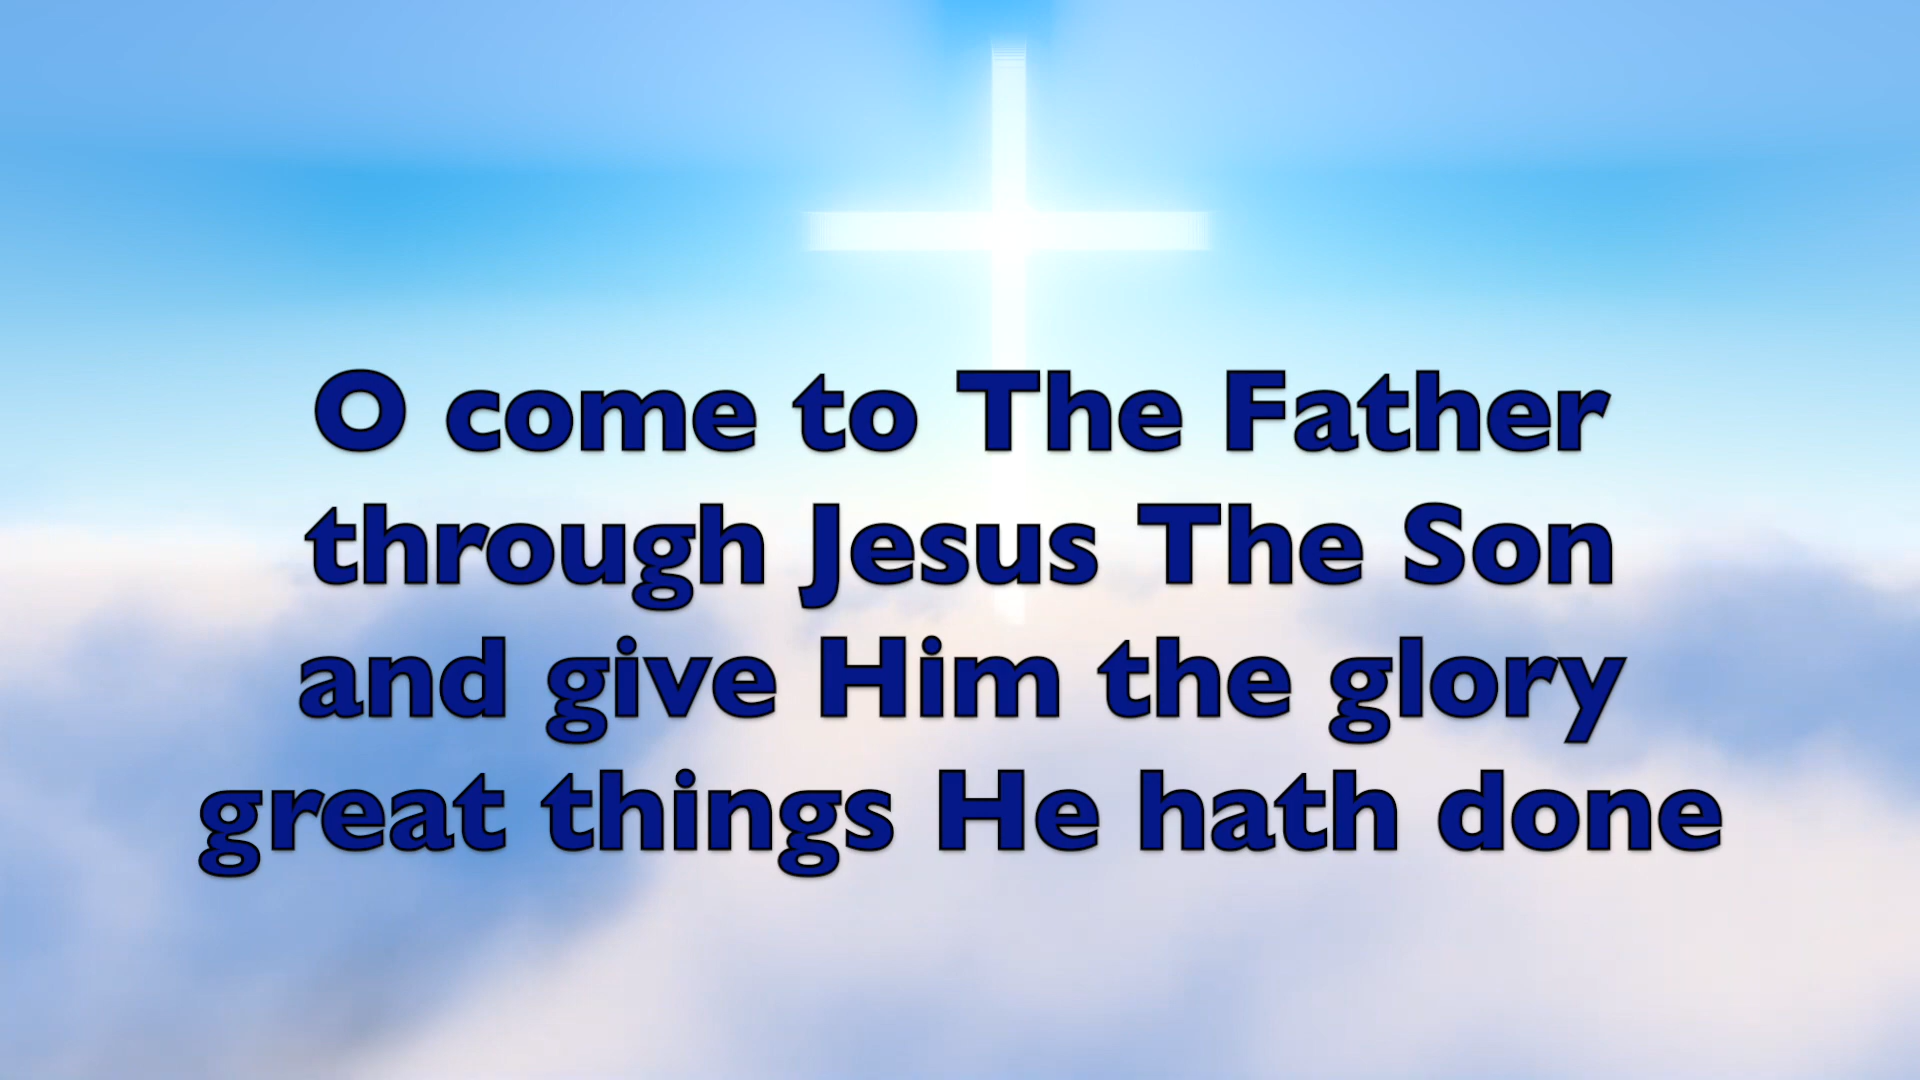 O come to The Father
through Jesus The Son
and give Him the glory
great things He hath done